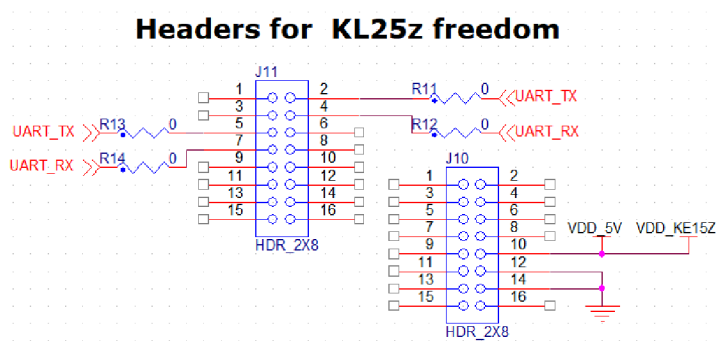 Headers for KL25z freedom
J11
1 2 R11 0 UART_TX
3 4
UART_TX R13 0 5 6 R12 0 UART_RX
UART_RX R14 0 7 8
9 10
11 12
13 14
15 16
HDR_2X8
J10
1 2
3 4
5 6
7 8 VDD_5V VDD_KE15Z
9 10
11 12
13 14
15 16
HDR_2X8